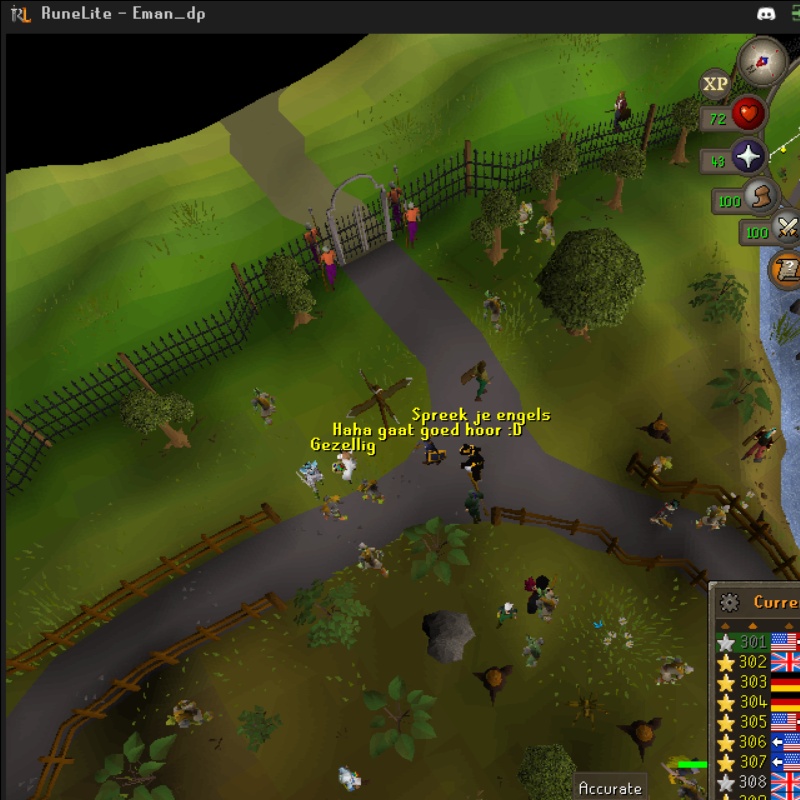 RuneLite - Eman_dp
XP
72
43
100
100
Spreek je engels
Haha gaat goed hoor :D
Gezellig
Curre
301
302
303
304
305
306
307
308
Accurate